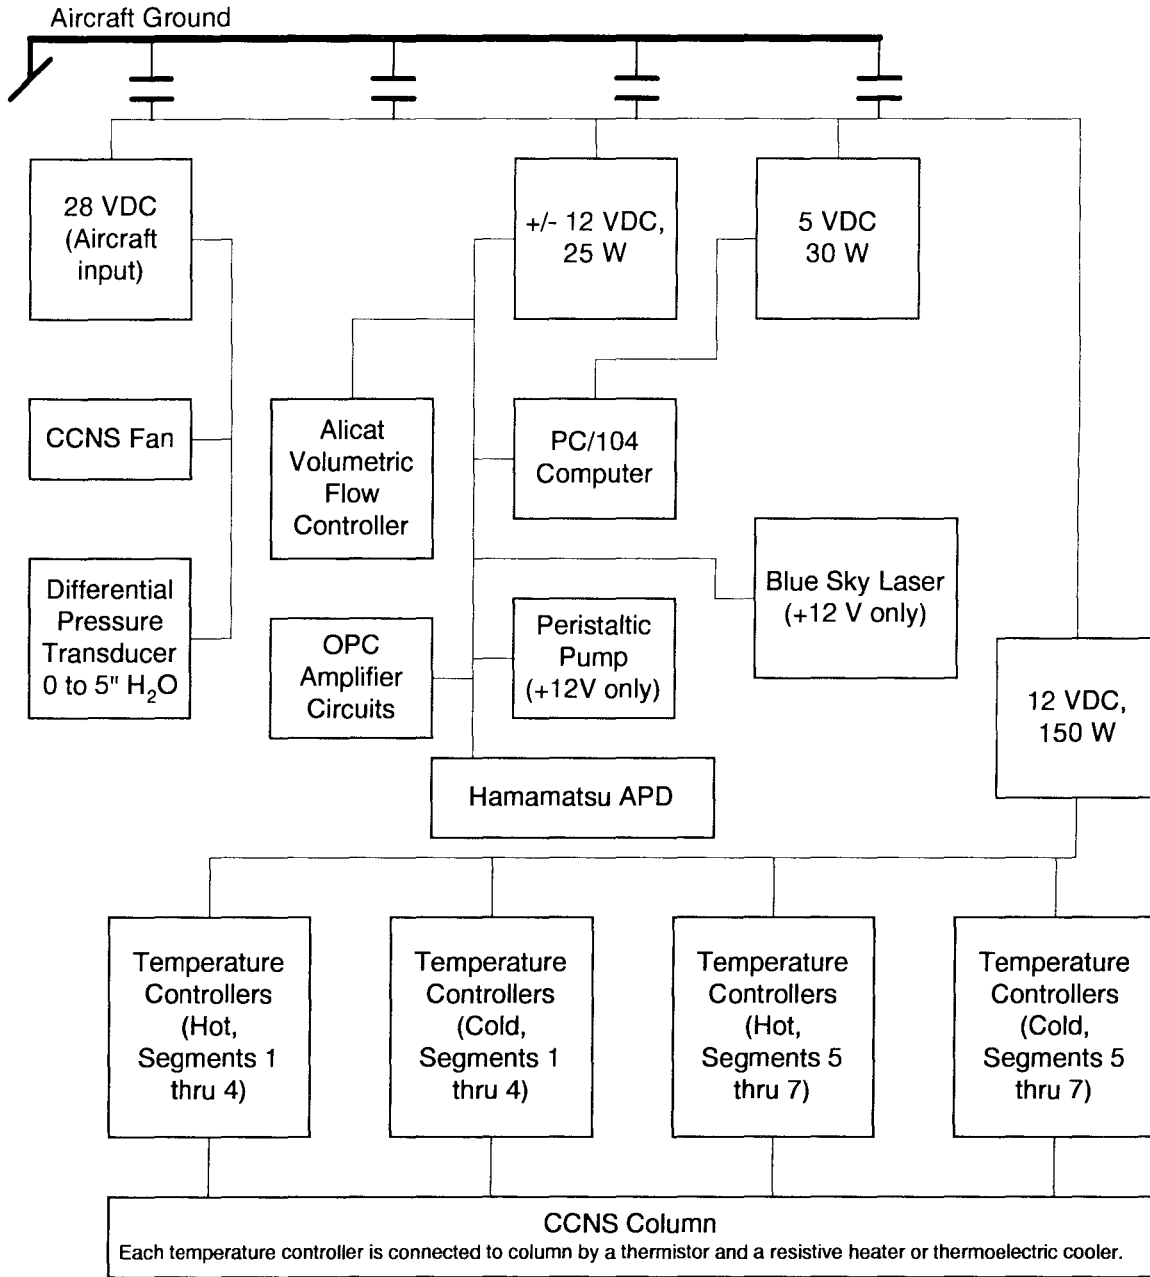 Aircraft Ground
28 VDC
(Aircraft
input)
+/- 12 VDC,
25 W
5 VDC
30 W
CCNS Fan
Alicat
Volumetric
Flow
Controller
PC/104
Computer
Differential
Pressure
Transducer
0 to 5" H₂O
OPC
Amplifier
Circuits
Peristaltic
Pump
(+12V only)
Blue Sky Laser
(+12 V only)
12 VDC,
150 W
Hamamatsu APD
Temperature
Controllers
(Hot,
Segments 1
thru 4)
Temperature
Controllers
(Cold,
Segments 1
thru 4)
Temperature
Controllers
(Hot,
Segments 5
thru 7)
Temperature
Controllers
(Cold,
Segments 5
thru 7)
CCNS Column
Each temperature controller is connected to column by a thermistor and a resistive heater or thermoelectric cooler.